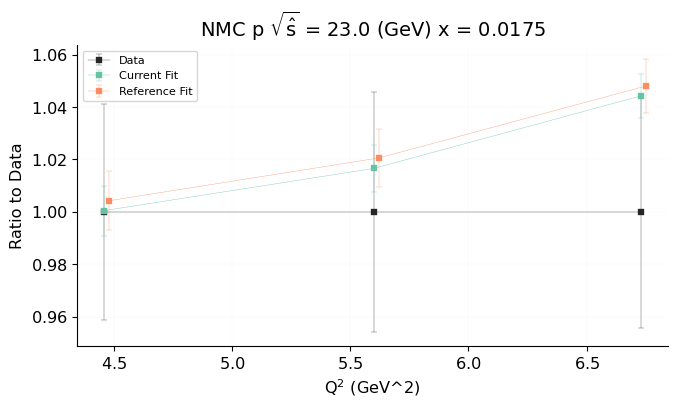 NMC p √ŝ = 23.0 (GeV) x = 0.0175
Data
Current Fit
Reference Fit
1.06
1.04
1.02
1.00
0.98
0.96
Ratio to Data
4.5 5.0 5.5 6.0 6.5
Q² (GeV^2)